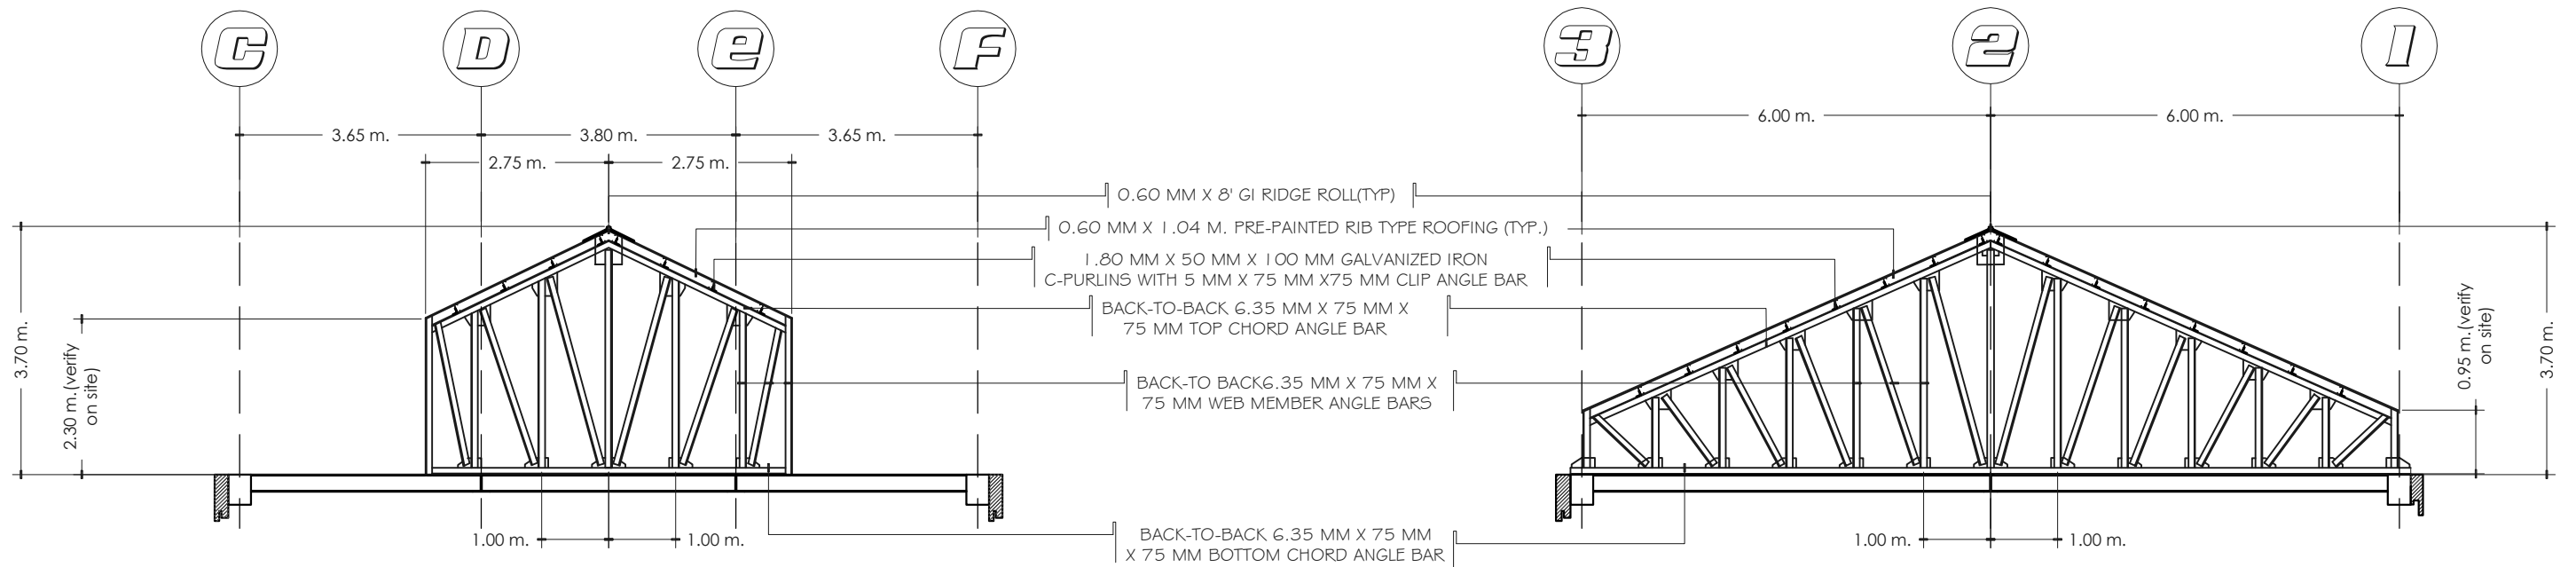 C D e F
3 2 1
3.65 m. 3.80 m. 3.65 m.
6.00 m. 6.00 m.
2.75 m. 2.75 m.
0.60 MM X 8' GI RIDGE ROLL(TYP)
0.60 MM X 1.04 M. PRE-PAINTED RIB TYPE ROOFING (TYP.)
1.80 MM X 50 MM X 100 MM GALVANIZED IRON
C-PURLINS WITH 5 MM X 75 MM X75 MM CLIP ANGLE BAR
BACK-TO-BACK 6.35 MM X 75 MM X
75 MM TOP CHORD ANGLE BAR
BACK-TO BACK6.35 MM X 75 MM X
75 MM WEB MEMBER ANGLE BARS
BACK-TO-BACK 6.35 MM X 75 MM
X 75 MM BOTTOM CHORD ANGLE BAR
3.70 m.
2.30 m.(verify
on site)
0.95 m.(verify
on site)
3.70 m.
1.00 m. 1.00 m.
1.00 m. 1.00 m.